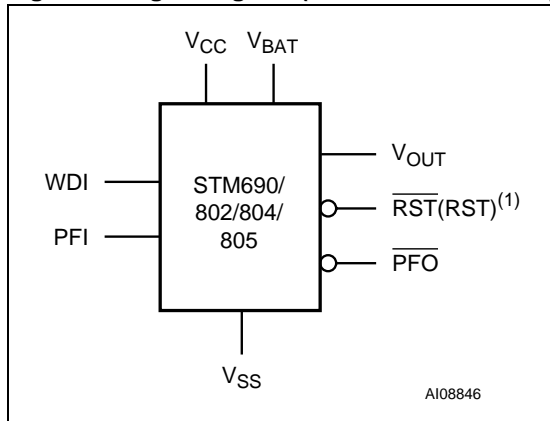 VCC VBAT
VOUT
WDI
STM690/
802/804/
805
RST(RST)(1)
PFI
PFO
VSS
AI08846